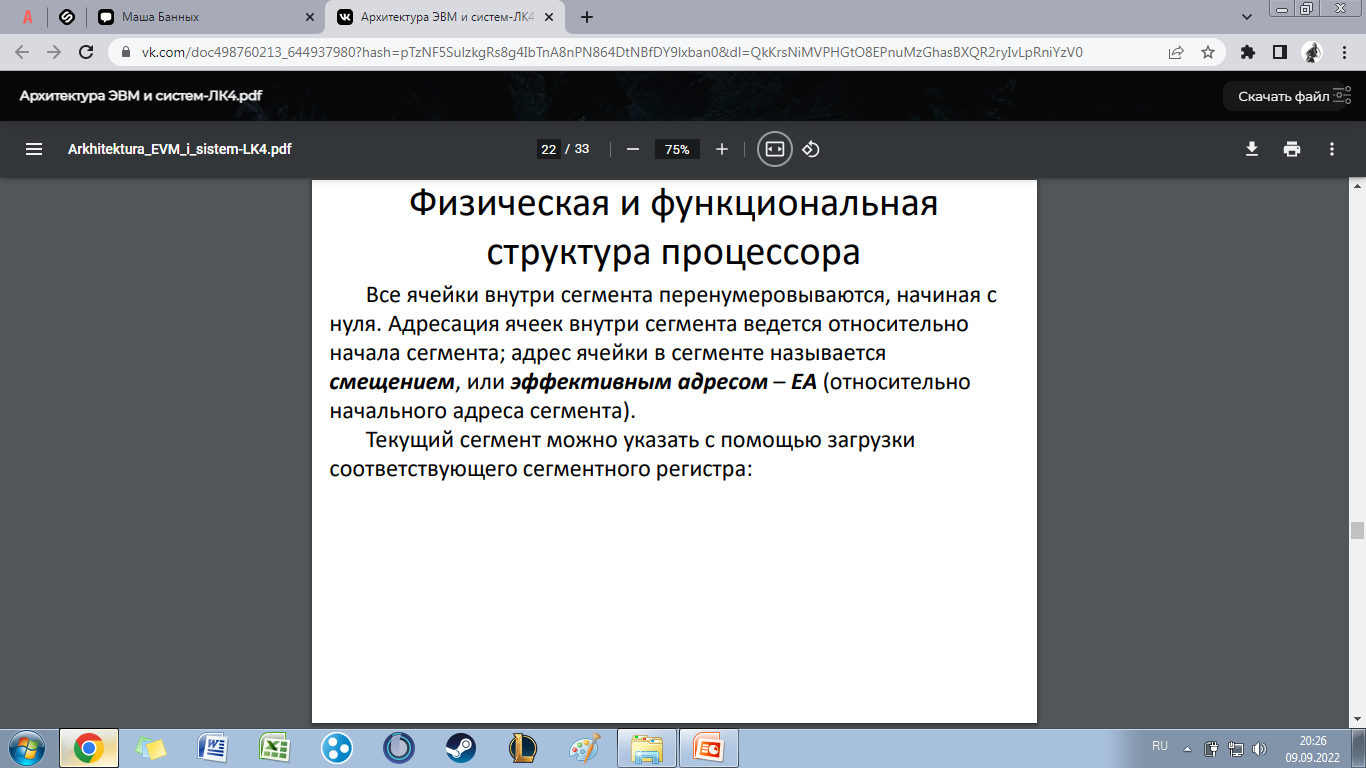 Маша Банных
Архитектура ЭВМ и систем-ЛК4
vk.com/doc498760213_644937980?hash=pTzNF5SulzkgRs8g4IbTnA8nPN864DtNBfDY9lxban0&dl=QkKrsNiMVPHGtO8EPnuMzGhasBXQR2ryIvLpRniYzV0
Архитектура ЭВМ и систем-ЛК4.pdf
Скачать файл
Arkhitektura_EVM_i_sistem-LK4.pdf
22 / 33
75%
Физическая и функциональная
структура процессора
Все ячейки внутри сегмента перенумеровываются, начиная с
нуля. Адресация ячеек внутри сегмента ведется относительно
начала сегмента; адрес ячейки в сегменте называется
смещением, или эффективным адресом – EA (относительно
начального адреса сегмента).
Текущий сегмент можно указать с помощью загрузки
соответствующего сегментного регистра:
RU
20:26
09.09.2022